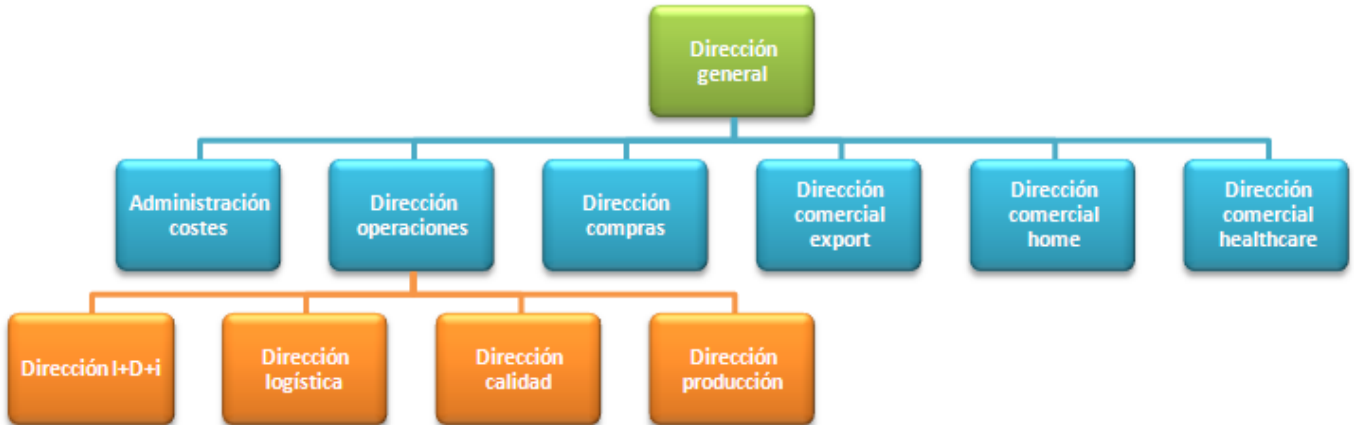 Dirección
general
Administración
costes
Dirección
operaciones
Dirección
compras
Dirección
comercial
export
Dirección
comercial
home
Dirección
comercial
healthcare
Dirección I+D+i
Dirección
logística
Dirección
calidad
Dirección
producción